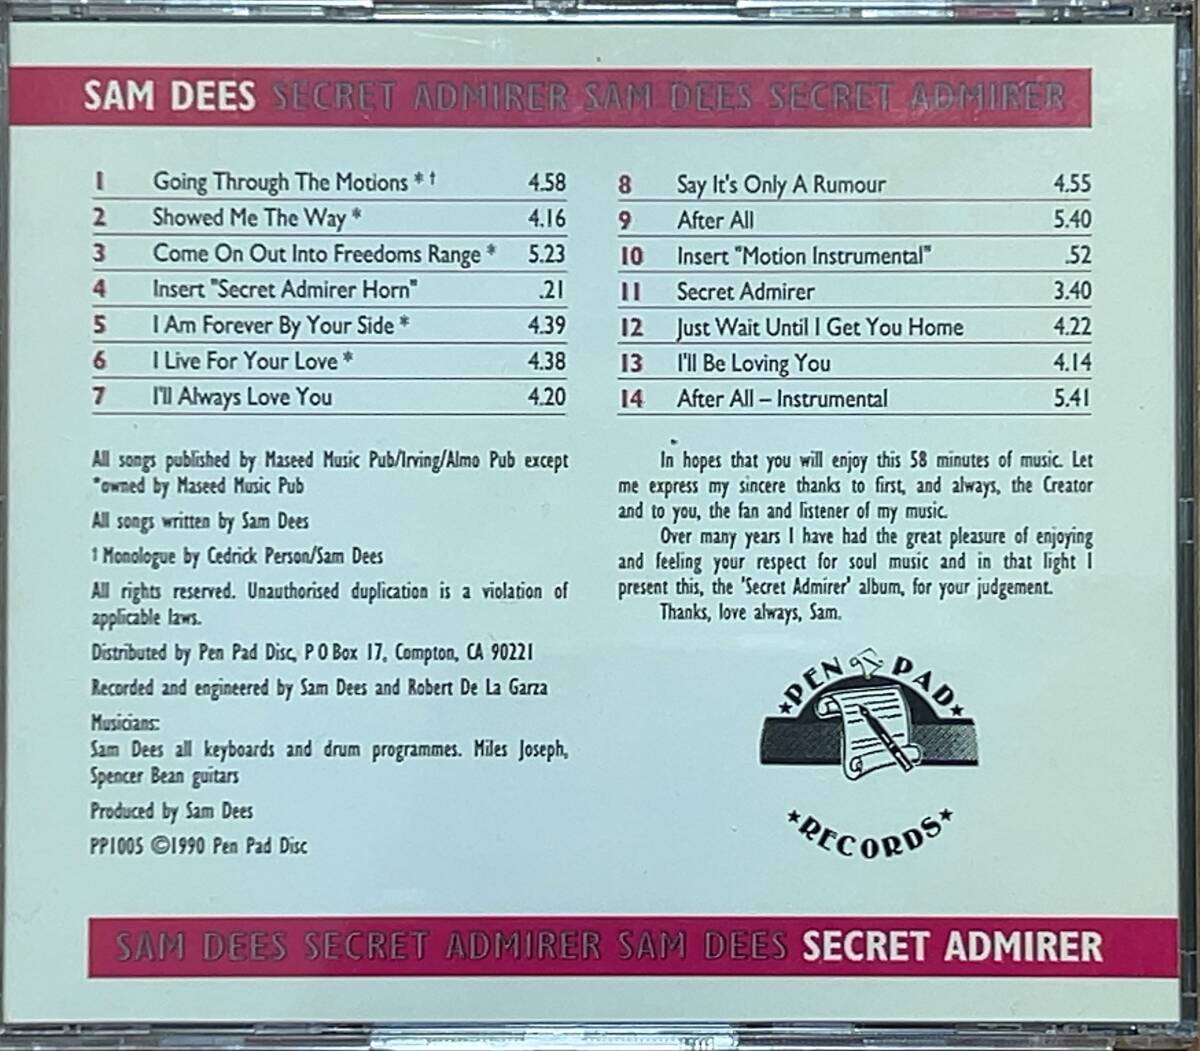 SAM DEES SECRET ADMIRER SAM DEES SECRET ADMIRER
1 Going Through The Motions * † 4.58
2 Showed Me The Way * 4.16
3 Come On Out Into Freedoms Range * 5.23
4 Insert "Secret Admirer Horn" .21
5 I Am Forever By Your Side * 4.39
6 I Live For Your Love * 4.38
7 I'll Always Love You 4.20
8 Say It's Only A Rumour 4.55
9 After All 5.40
10 Insert "Motion Instrumental" .52
11 Secret Admirer 3.40
12 Just Wait Until I Get You Home 4.22
13 I'll Be Loving You 4.14
14 After All – Instrumental 5.41
All songs published by Maseed Music Pub/Irving/Almo Pub except
*owned by Maseed Music Pub
All songs written by Sam Dees
† Monologue by Cedrick Person/Sam Dees
All rights reserved. Unauthorised duplication is a violation of
applicable laws.
Distributed by Pen Pad Disc, P O Box 17, Compton, CA 90221
Recorded and engineered by Sam Dees and Robert De La Garza
Musicians:
Sam Dees all keyboards and drum programmes. Miles Joseph,
Spencer Bean guitars
Produced by Sam Dees
PP1005 ©1990 Pen Pad Disc
In hopes that you will enjoy this 58 minutes of music. Let
me express my sincere thanks to first, and always, the Creator
and to you, the fan and listener of my music.
Over many years I have had the great pleasure of enjoying
and feeling your respect for soul music and in that light I
present this, the 'Secret Admirer' album, for your judgement.
Thanks, love always, Sam.
PEN PAD
RECORDS
SAM DEES SECRET ADMIRER SAM DEES SECRET ADMIRER